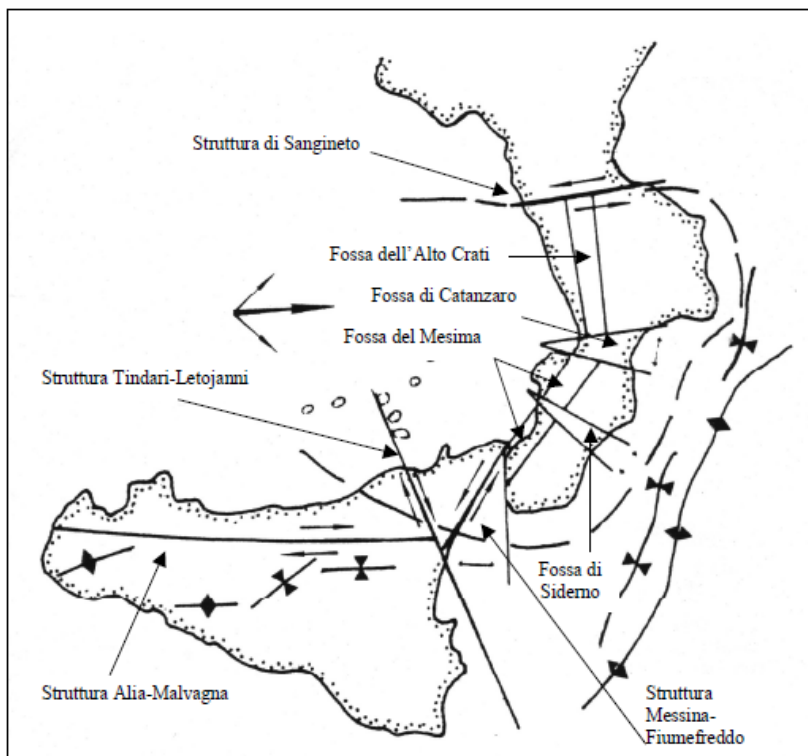 Struttura di Sangineto
Fossa dell'Alto Crati
Fossa di Catanzaro
Fossa del Mesima
Struttura Tindari-Letojanni
Fossa di
Siderno
Struttura Alia-Malvagna
Struttura
Messina-
Fiumefreddo